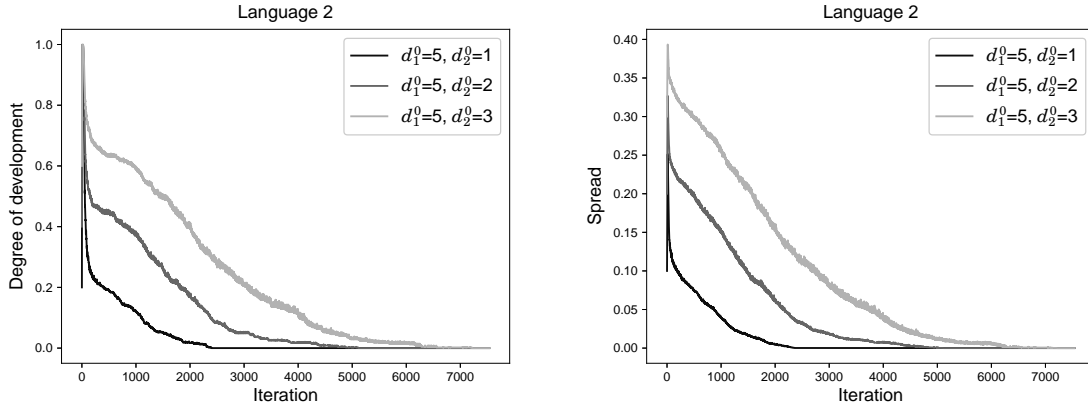 Language 2
Degree of development
1.0
0.8
0.6
0.4
0.2
0.0
d₁⁰=5, d₂⁰=1
d₁⁰=5, d₂⁰=2
d₁⁰=5, d₂⁰=3
0 1000 2000 3000 4000 5000 6000 7000
Iteration
Language 2
Spread
0.40
0.35
0.30
0.25
0.20
0.15
0.10
0.05
0.00
d₁⁰=5, d₂⁰=1
d₁⁰=5, d₂⁰=2
d₁⁰=5, d₂⁰=3
0 1000 2000 3000 4000 5000 6000 7000
Iteration